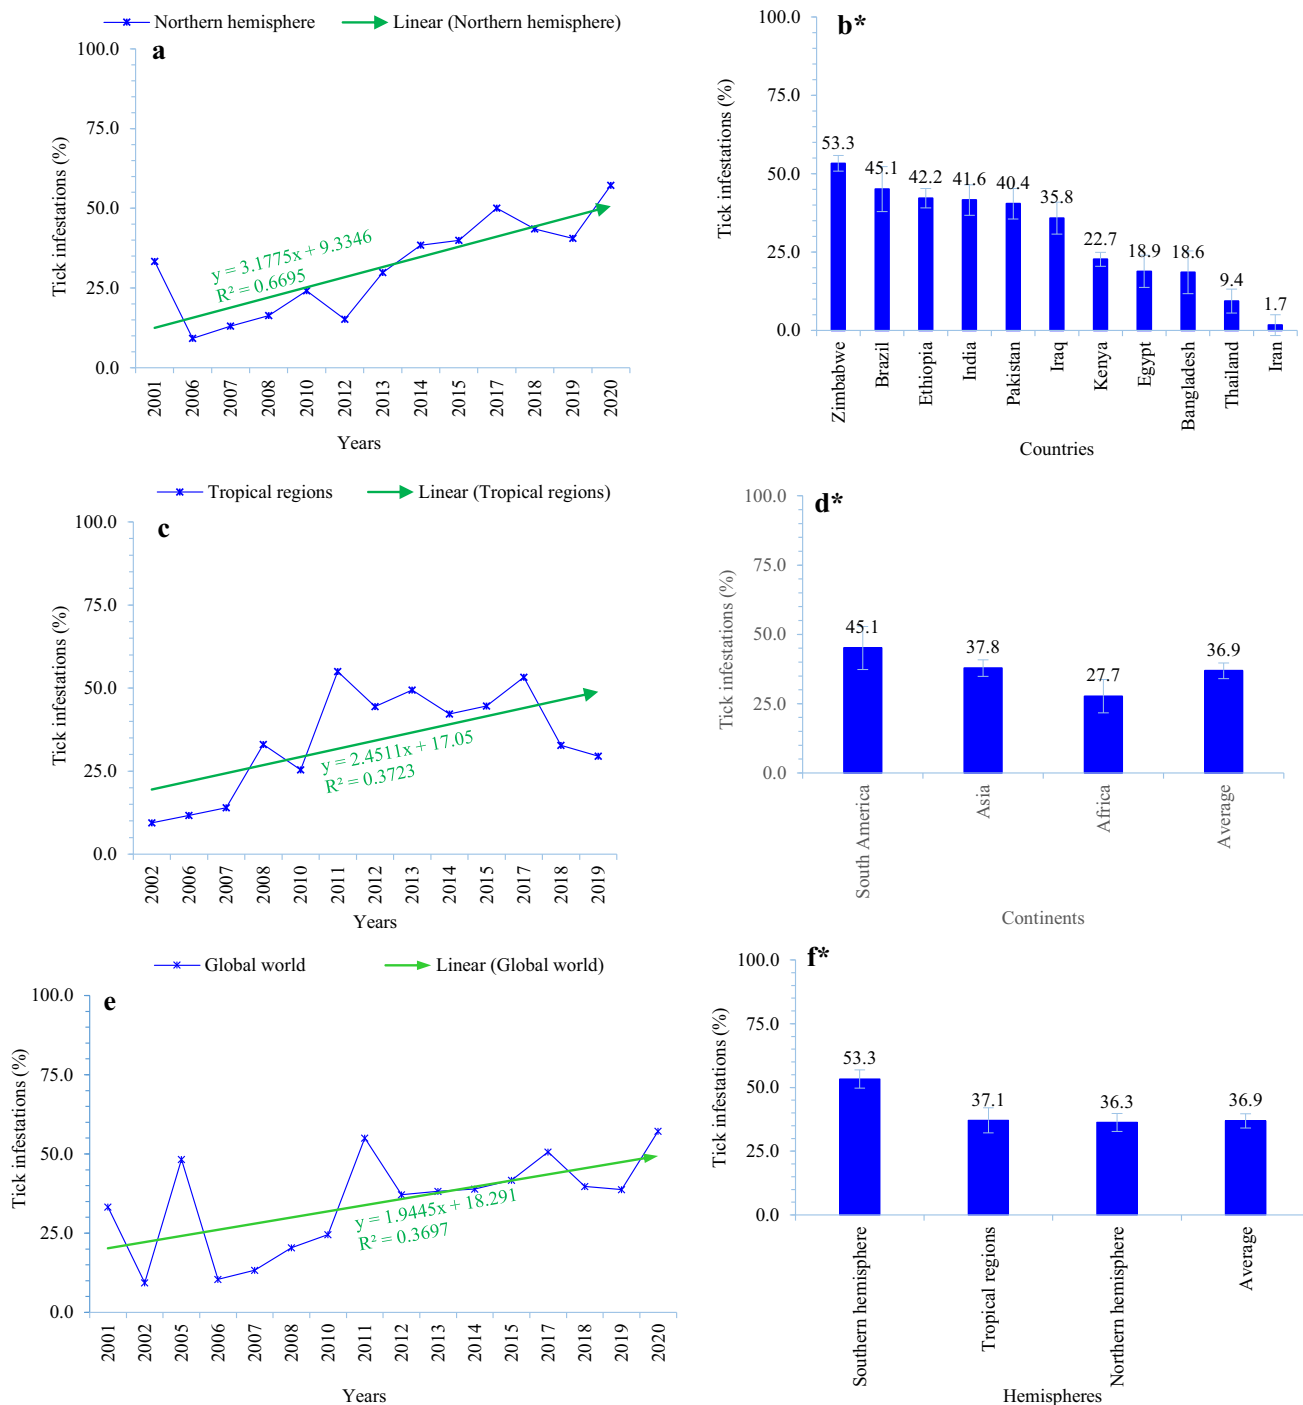 Northern hemisphere Linear (Northern hemisphere)
a
Tick infestations (%)
100.0
75.0
50.0
25.0
0.0
y = 3.1775x + 9.3346
R² = 0.6695
2001 2006 2007 2008 2010 2012 2013 2014 2015 2017 2018 2019 2020
Years
b*
Tick infestations (%)
100.0
75.0
50.0
25.0
0.0
53.3 45.1 42.2 41.6 40.4 35.8 22.7 18.9 18.6 9.4 1.7
Zimbabwe Brazil Ethiopia India Pakistan Iraq Kenya Egypt Bangladesh Thailand Iran
Countries
Tropical regions Linear (Tropical regions)
c
Tick infestations (%)
100.0
75.0
50.0
25.0
0.0
y = 2.4511x + 17.05
R² = 0.3723
2002 2006 2007 2008 2010 2011 2012 2013 2014 2015 2017 2018 2019
Years
d*
Tick infestations (%)
100.0
75.0
50.0
25.0
0.0
45.1 37.8 27.7 36.9
South America Asia Africa Average
Continents
Global world Linear (Global world)
e
Tick infestations (%)
100.0
75.0
50.0
25.0
0.0
y = 1.9445x + 18.291
R² = 0.3697
2001 2002 2005 2006 2007 2008 2010 2011 2012 2013 2014 2015 2017 2018 2019 2020
Years
f*
Tick infestations (%)
100.0
75.0
50.0
25.0
0.0
53.3 37.1 36.3 36.9
Southern hemisphere Tropical regions Northern hemisphere Average
Hemispheres